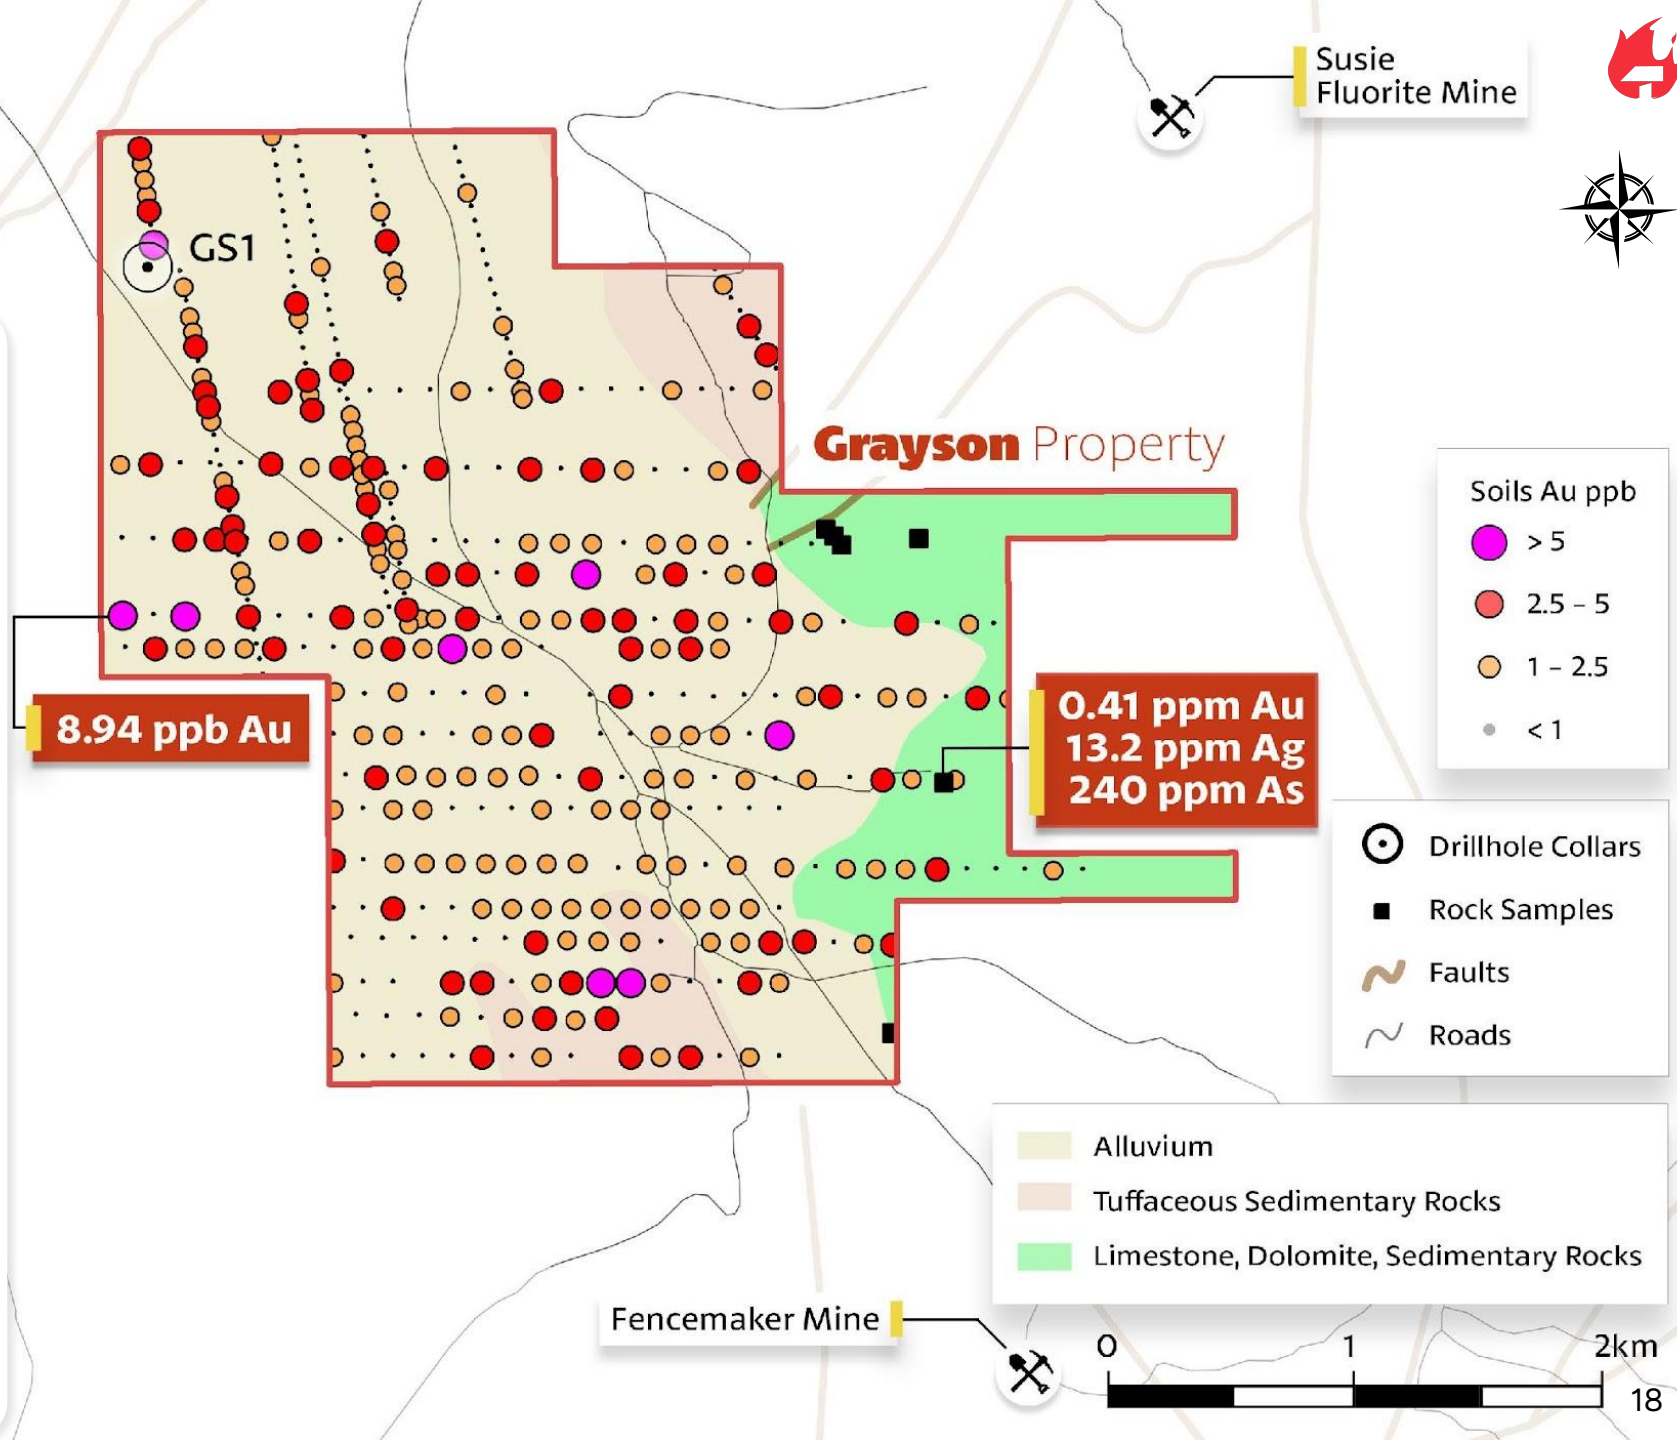 Susie
Fluorite Mine
GS1
Grayson Property
Soils Au ppb
> 5
2.5 – 5
1 – 2.5
< 1
8.94 ppb Au
0.41 ppm Au
13.2 ppm Ag
240 ppm As
Drillhole Collars
Rock Samples
Faults
Roads
Alluvium
Tuffaceous Sedimentary Rocks
Limestone, Dolomite, Sedimentary Rocks
Fencemaker Mine
0 1 2km
18